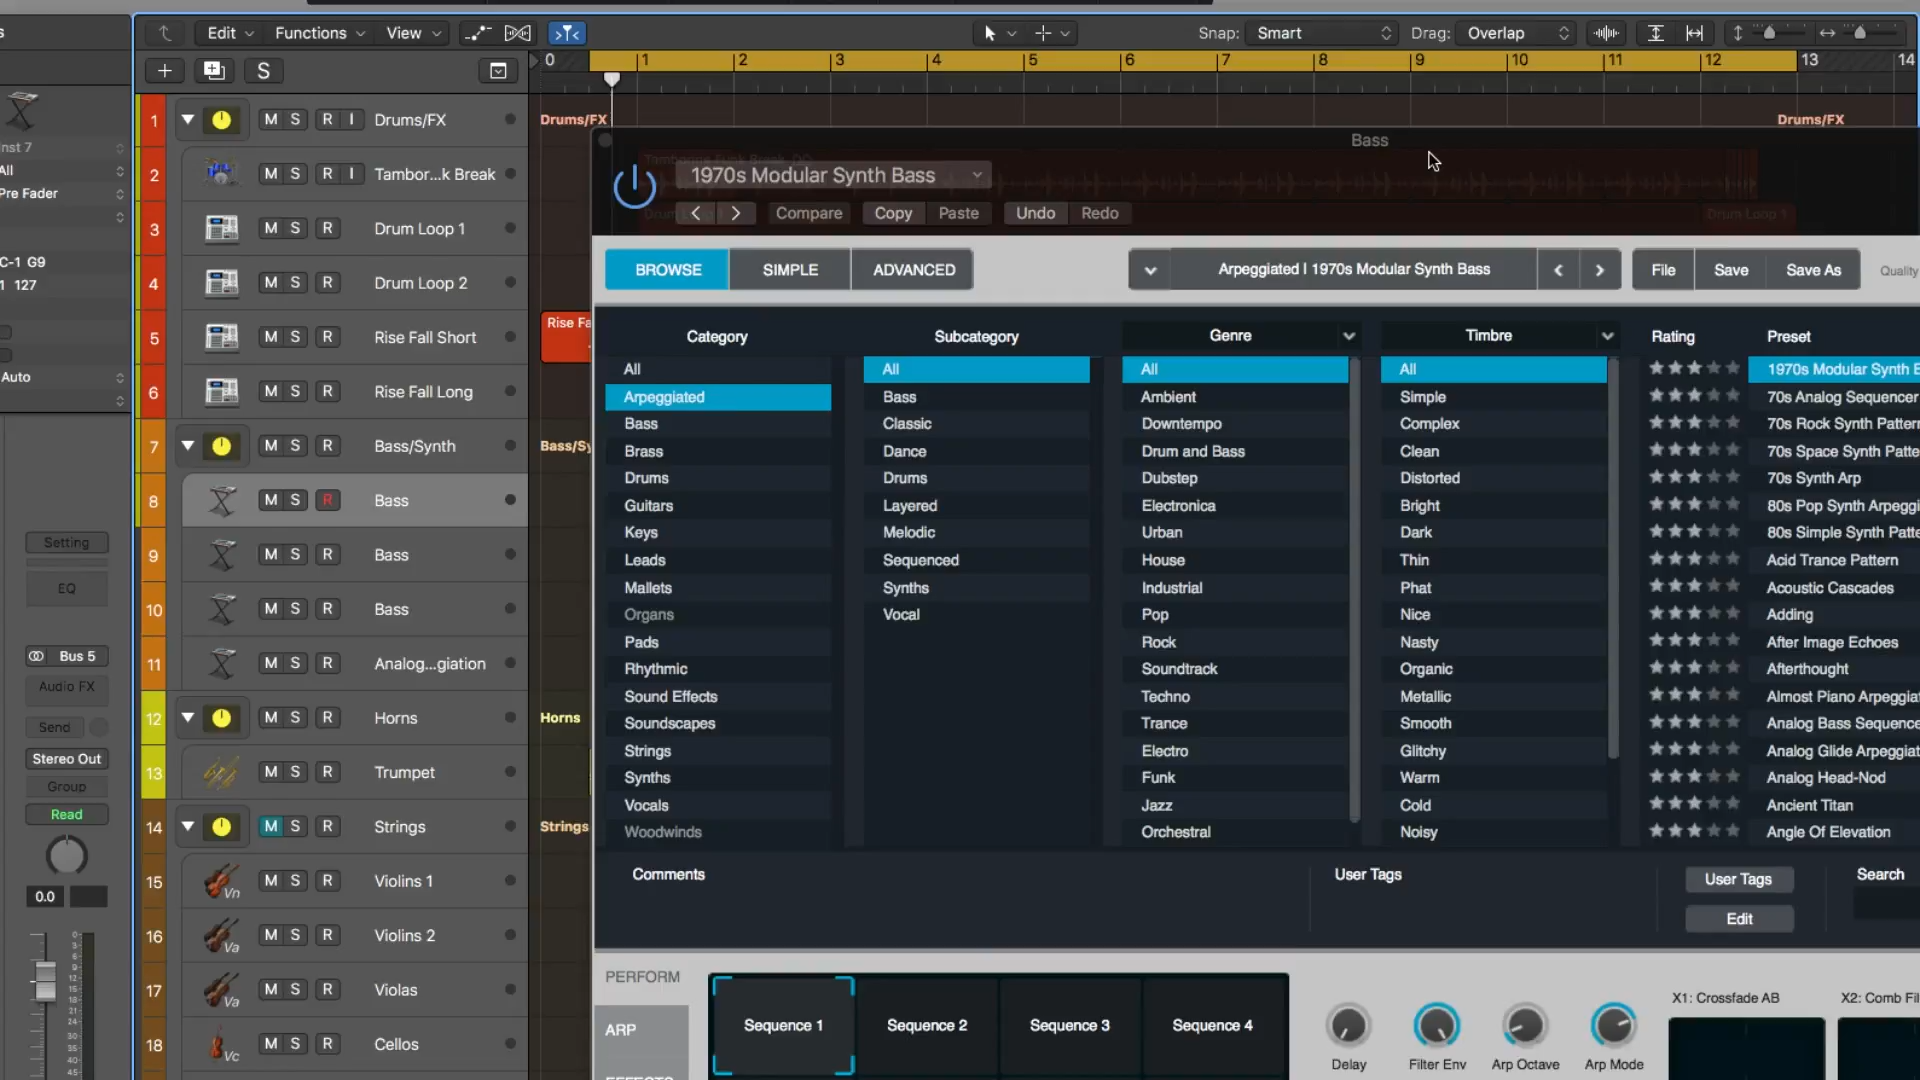 Edit
Functions
View
Snap: Smart
Drag: Overlap
S
0 1 2 3 4 5 6 7 8 9 10 11 12 13 14
Inst 7
All
Pre Fader
C-1 G9
1 127
Auto
Setting
EQ
Bus 5
Audio FX
Send
Stereo Out
Group
Read
0.0
1 M S R I Drums/FX
2 M S R I Tambor...k Break
3 M S R Drum Loop 1
4 M S R Drum Loop 2
5 M S R Rise Fall Short
6 M S R Rise Fall Long
7 M S R Bass/Synth
8 M S R Bass
9 M S R Bass
10 M S R Bass
11 M S R Analog...giation
12 M S R Horns
13 M S R Trumpet
14 M S R Strings
15 Vn M S R Violins 1
16 Va M S R Violins 2
17 Va M S R Violas
18 Vc M S R Cellos
Drums/FX
Drums/FX
Rise Fa
Bass/Sy
Horns
Strings
Bass
1970s Modular Synth Bass
Drum Loop 1
Compare Copy Paste Undo Redo
BROWSE SIMPLE ADVANCED
Arpeggiated | 1970s Modular Synth Bass
File Save Save As Quality
Category
All
Arpeggiated
Bass
Brass
Drums
Guitars
Keys
Leads
Mallets
Organs
Pads
Rhythmic
Sound Effects
Soundscapes
Strings
Synths
Vocals
Woodwinds
Subcategory
All
Bass
Classic
Dance
Drums
Layered
Melodic
Sequenced
Synths
Vocal
Genre
All
Ambient
Downtempo
Drum and Bass
Dubstep
Electronica
Urban
House
Industrial
Pop
Rock
Soundtrack
Techno
Trance
Electro
Funk
Jazz
Orchestral
Timbre
All
Simple
Complex
Clean
Distorted
Bright
Dark
Thin
Phat
Nice
Nasty
Organic
Metallic
Smooth
Glitchy
Warm
Cold
Noisy
Rating
Preset
1970s Modular Synth B
70s Analog Sequencer
70s Rock Synth Pattern
70s Space Synth Patte
70s Synth Arp
80s Pop Synth Arpeggi
80s Simple Synth Patte
Acid Trance Pattern
Acoustic Cascades
Adding
After Image Echoes
Afterthought
Almost Piano Arpeggia
Analog Bass Sequence
Analog Glide Arpeggiat
Analog Head-Nod
Ancient Titan
Angle Of Elevation
Comments
User Tags
User Tags
Edit
Search
PERFORM
ARP
Sequence 1
Sequence 2
Sequence 3
Sequence 4
Delay
Filter Env
Arp Octave
Arp Mode
X1: Crossfade AB
X2: Comb Fil